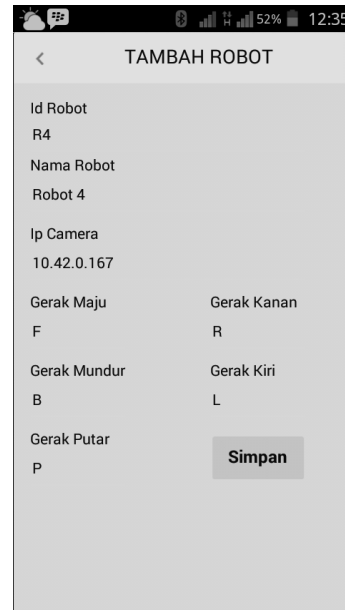 52% 12:35
TAMBAH ROBOT
Id Robot
R4
Nama Robot
Robot 4
Ip Camera
10.42.0.167
Gerak Maju Gerak Kanan
F R
Gerak Mundur Gerak Kiri
B L
Gerak Putar
P Simpan